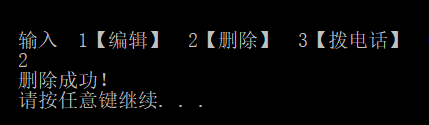 输入  1【编辑】  2【删除】  3【拨电话】
2
删除成功！
请按任意键继续. . .